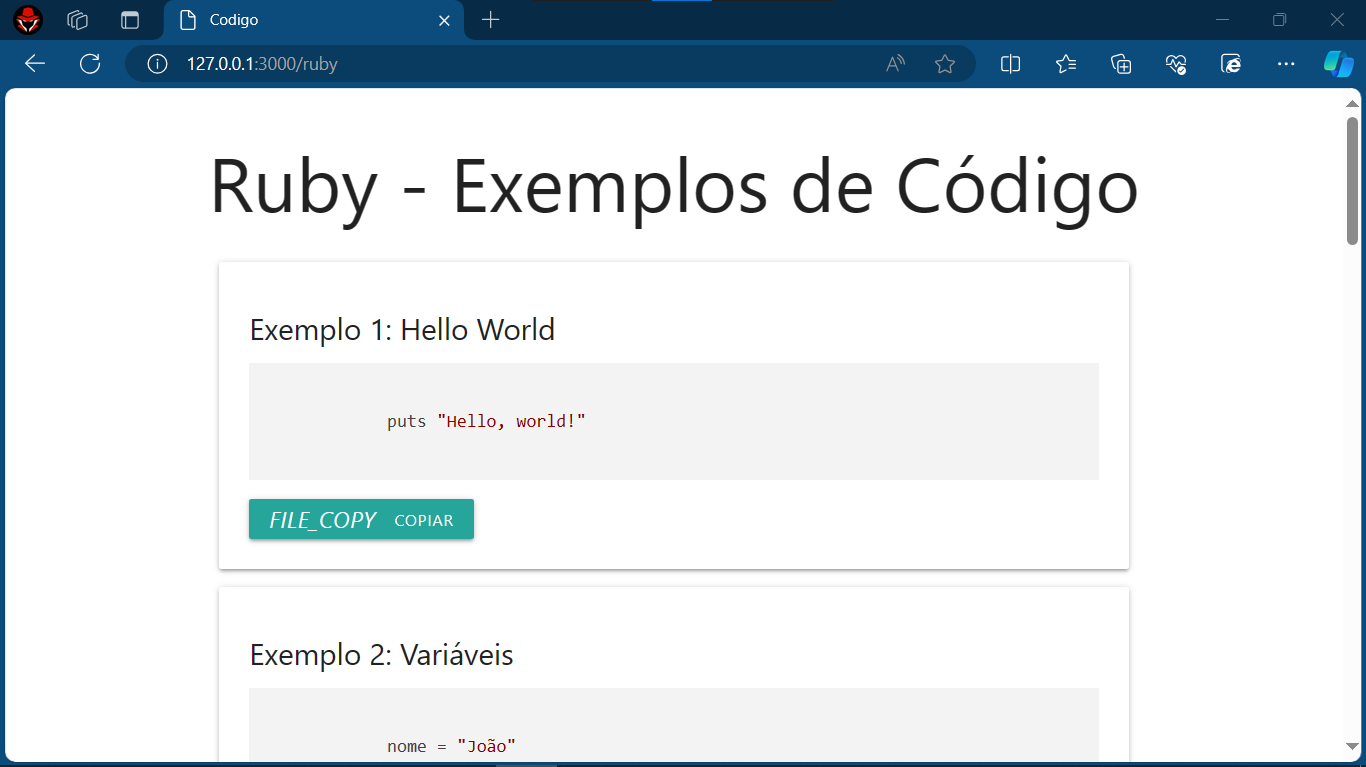 Codigo
127.0.0.1:3000/ruby
Ruby - Exemplos de Código
Exemplo 1: Hello World
puts "Hello, world!"
FILE_COPY COPIAR
Exemplo 2: Variáveis
nome = "João"